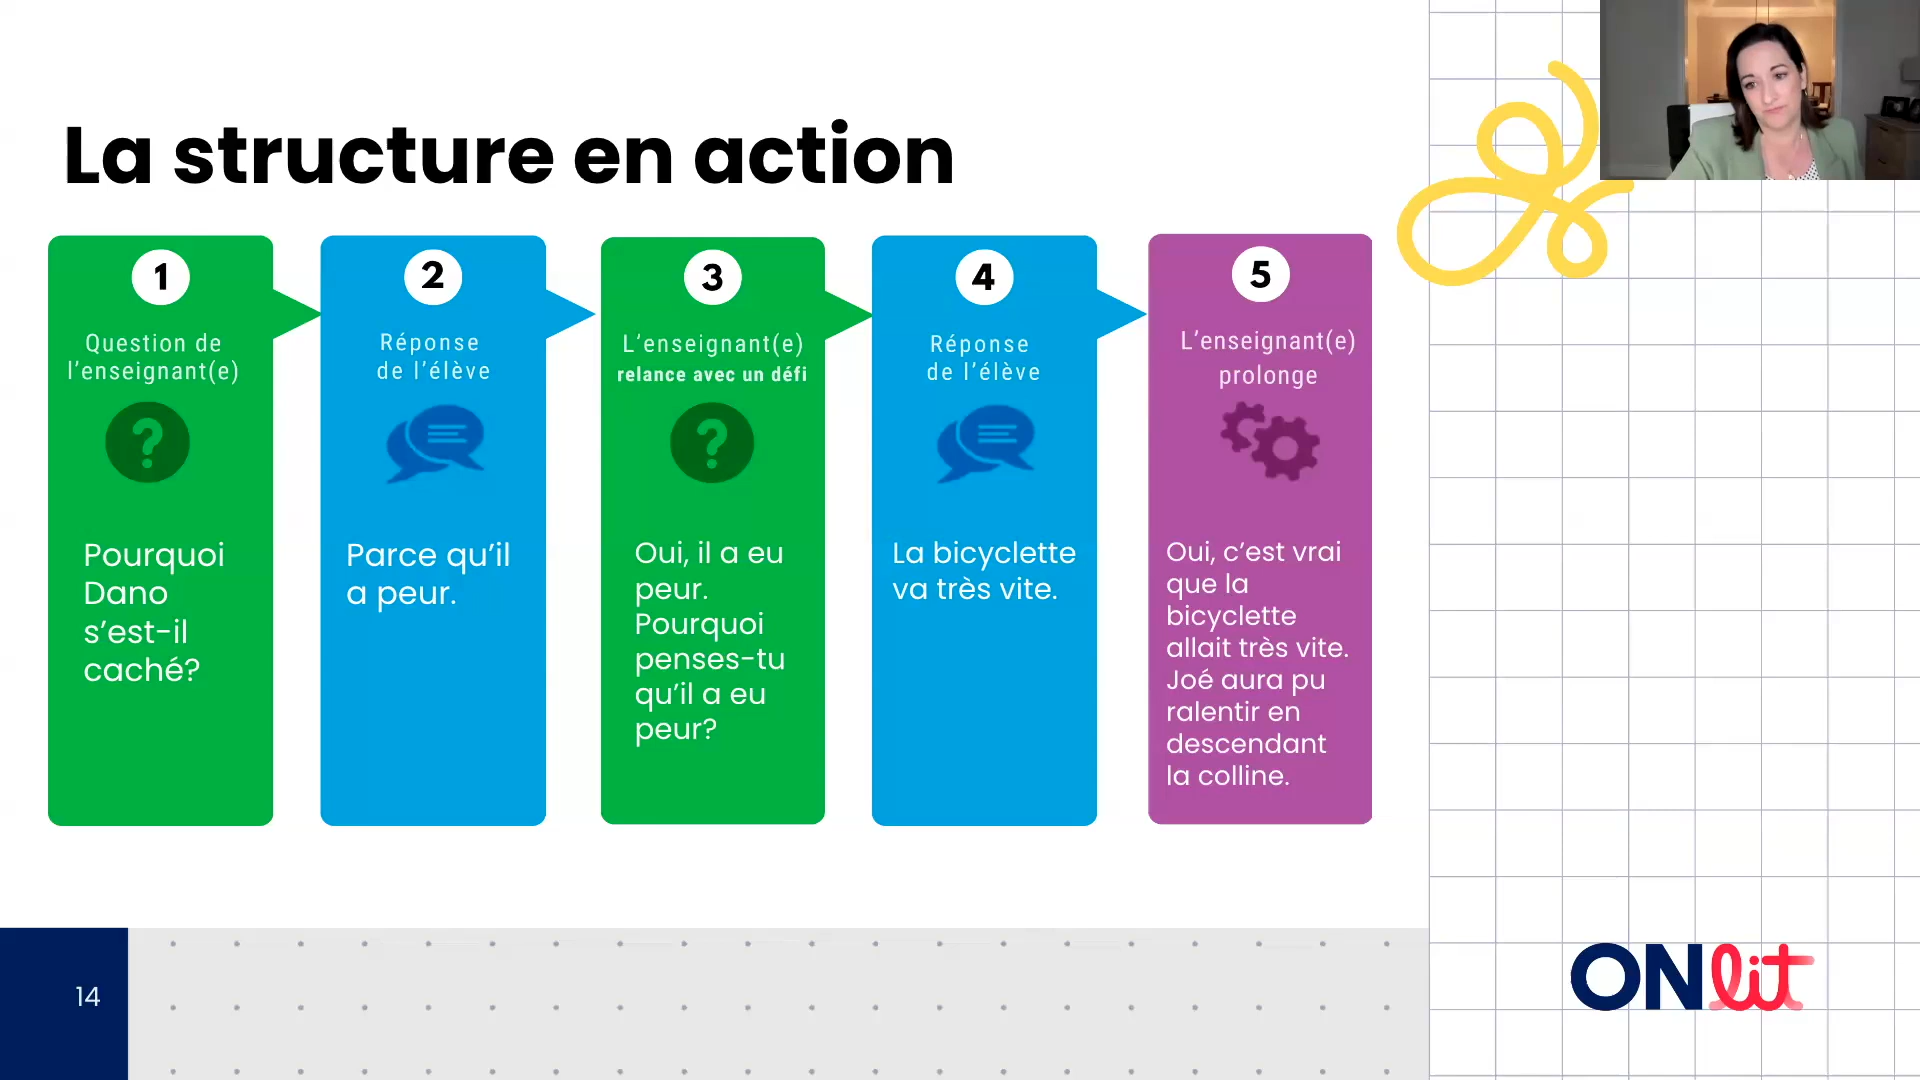 La structure en action
1
Question de
l'enseignant(e)
?
Pourquoi
Dano
s'est-il
caché?
2
Réponse
de l'élève
Parce qu'il
a peur.
3
L'enseignant(e)
relance avec un défi
?
Oui, il a eu
peur.
Pourquoi
penses-tu
qu'il a eu
peur?
4
Réponse
de l'élève
La bicyclette
va très vite.
5
L'enseignant(e)
prolonge
Oui, c'est vrai
que la
bicyclette
allait très vite.
Joé aura pu
ralentir en
descendant
la colline.
14
ONlit